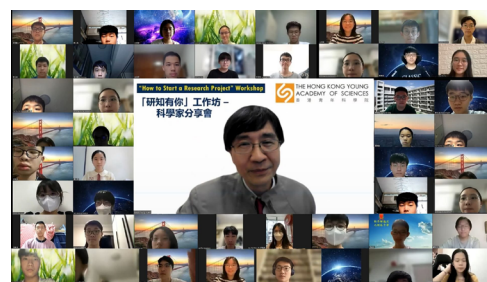 "How to Start a Research Project" Workshop
「研知有你」工作坊 –
科學家分享會
THE HONG KONG YOUNG
ACADEMY OF SCIENCES
香港青年科學院